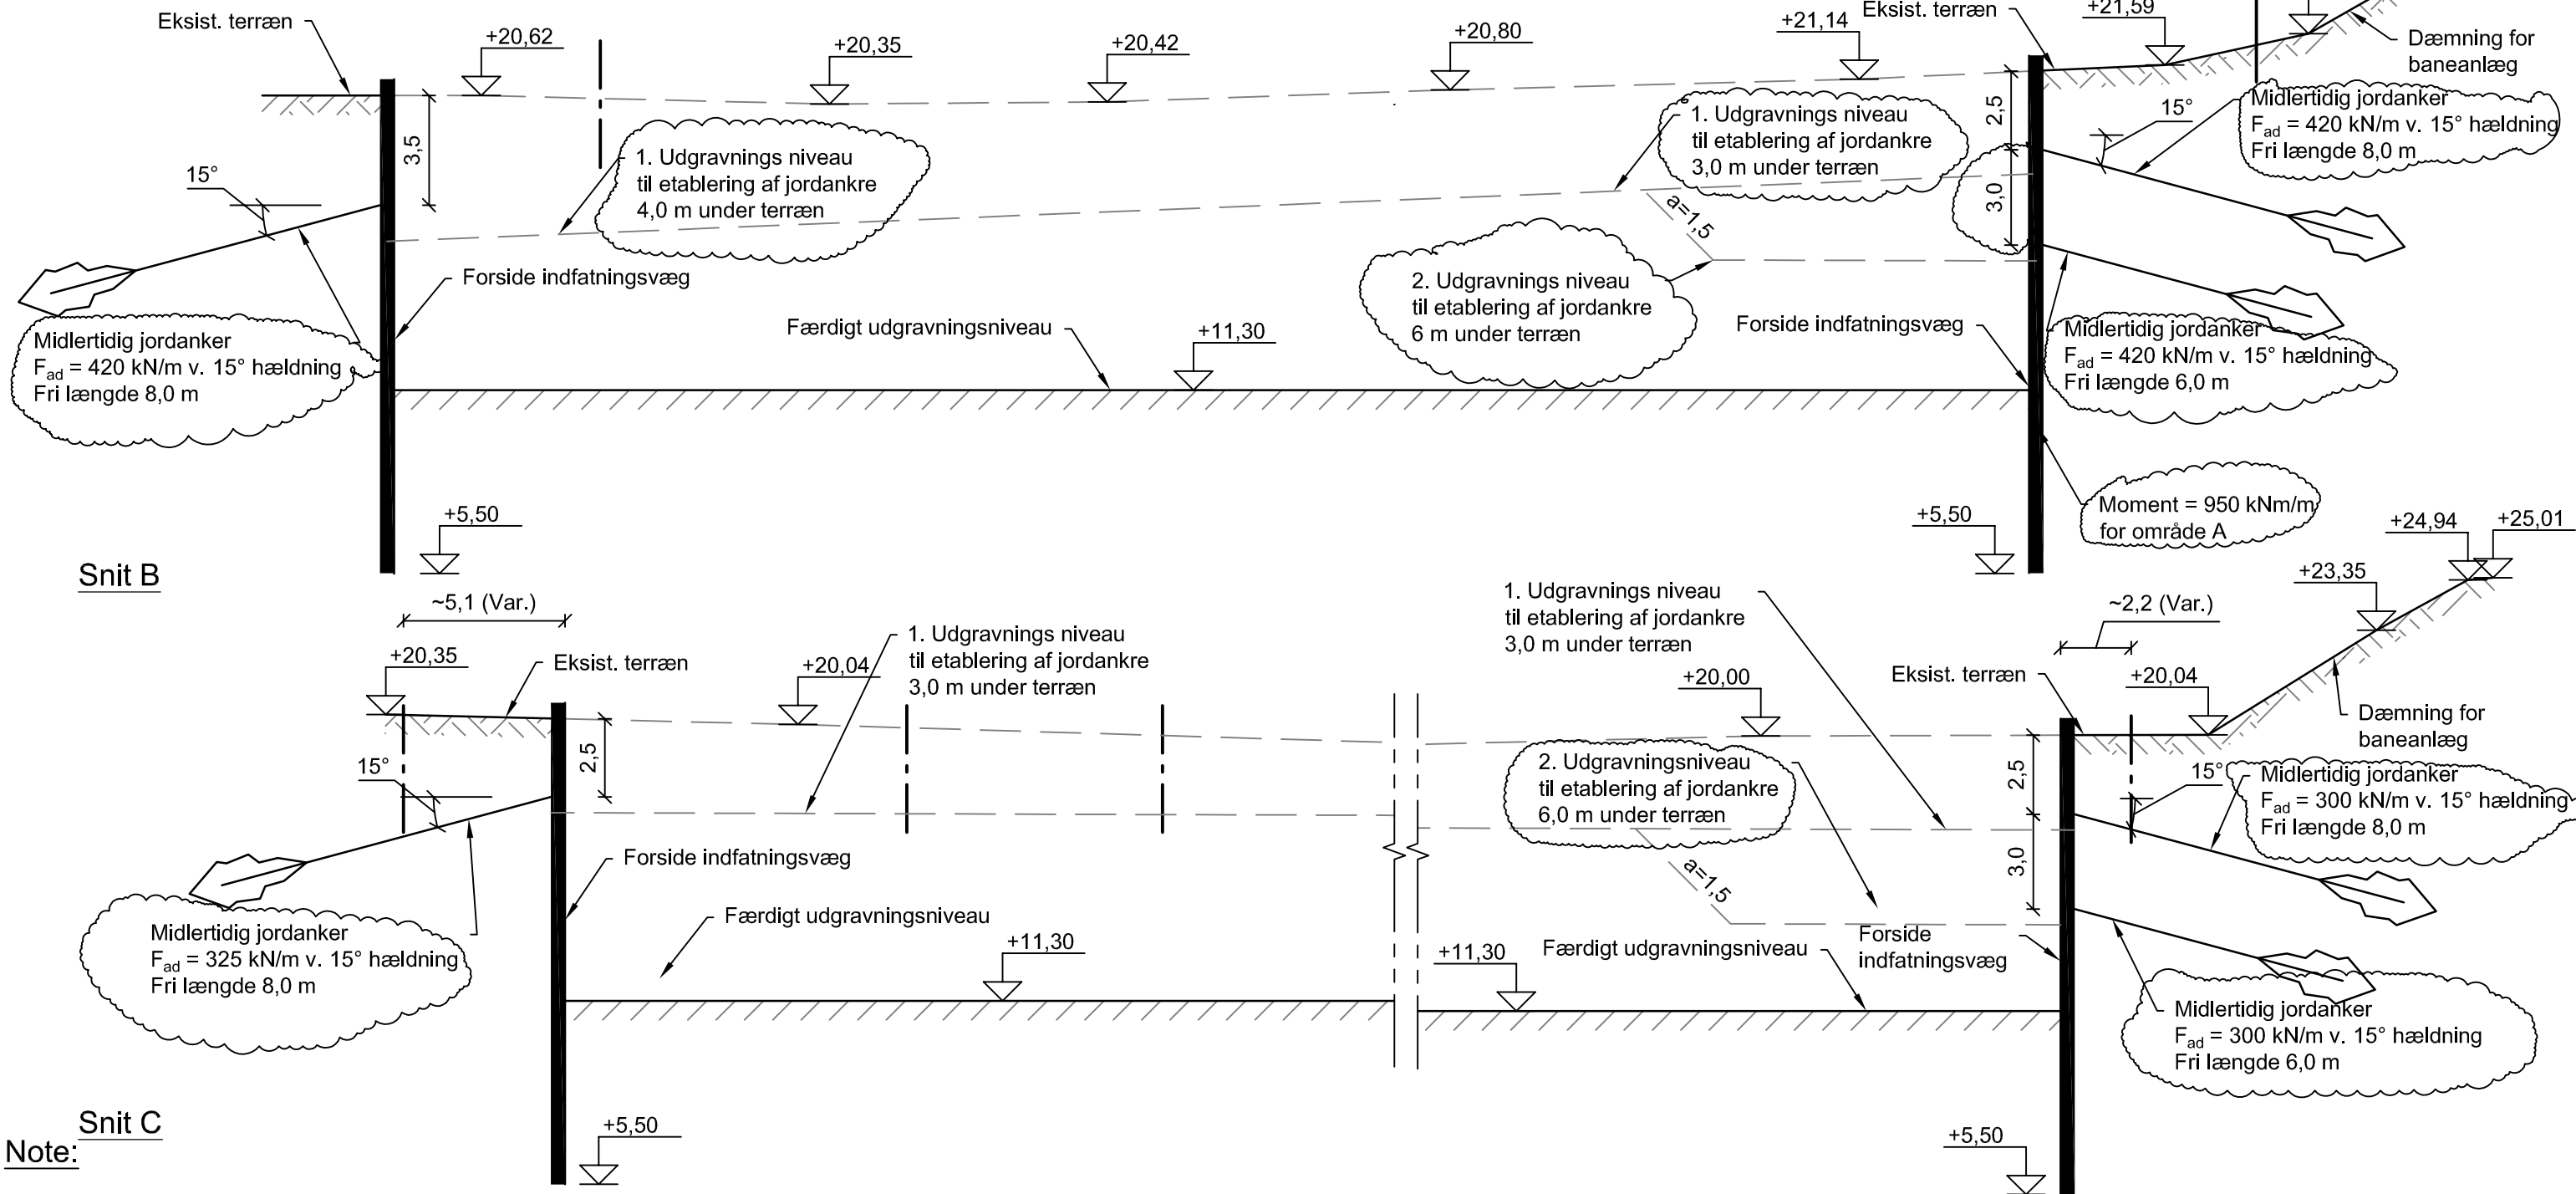 Eksist. terræn
+20,62
+20,35
+20,42
+20,80
+21,14
Eksist. terræn
+21,59
Dæmning for
baneanlæg
3,5
15°
1. Udgravnings niveau
til etablering af jordankre
4,0 m under terræn
1. Udgravnings niveau
til etablering af jordankre
3,0 m under terræn
2,5
3,0
15°
Midlertidig jordanker
Fad = 420 kN/m v. 15° hældning
Fri længde 8,0 m
a=1,5
Forside indfatningsvæg
2. Udgravnings niveau
til etablering af jordankre
6 m under terræn
Færdigt udgravningsniveau
+11,30
Forside indfatningsvæg
Midlertidig jordanker
Fad = 420 kN/m v. 15° hældning
Fri længde 8,0 m
Midlertidig jordanker
Fad = 420 kN/m v. 15° hældning
Fri længde 6,0 m
Moment = 950 kNm/m
for område A
+5,50
+5,50
Snit B
~5,1 (Var.)
+20,35
Eksist. terræn
+20,04
1. Udgravnings niveau
til etablering af jordankre
3,0 m under terræn
1. Udgravnings niveau
til etablering af jordankre
3,0 m under terræn
+20,00
Eksist. terræn
~2,2 (Var.)
+20,04
+23,35
+24,94
+25,01
Dæmning for
baneanlæg
2,5
15°
2. Udgravningsniveau
til etablering af jordankre
6,0 m under terræn
2,5
3,0
15°
Midlertidig jordanker
Fad = 300 kN/m v. 15° hældning
Fri længde 8,0 m
a=1,5
Forside indfatningsvæg
Færdigt udgravningsniveau
+11,30
+11,30
Færdigt udgravningsniveau
Forside
indfatningsvæg
Midlertidig jordanker
Fad = 325 kN/m v. 15° hældning
Fri længde 8,0 m
Midlertidig jordanker
Fad = 300 kN/m v. 15° hældning
Fri længde 6,0 m
+5,50
+5,50
Snit C
Note: